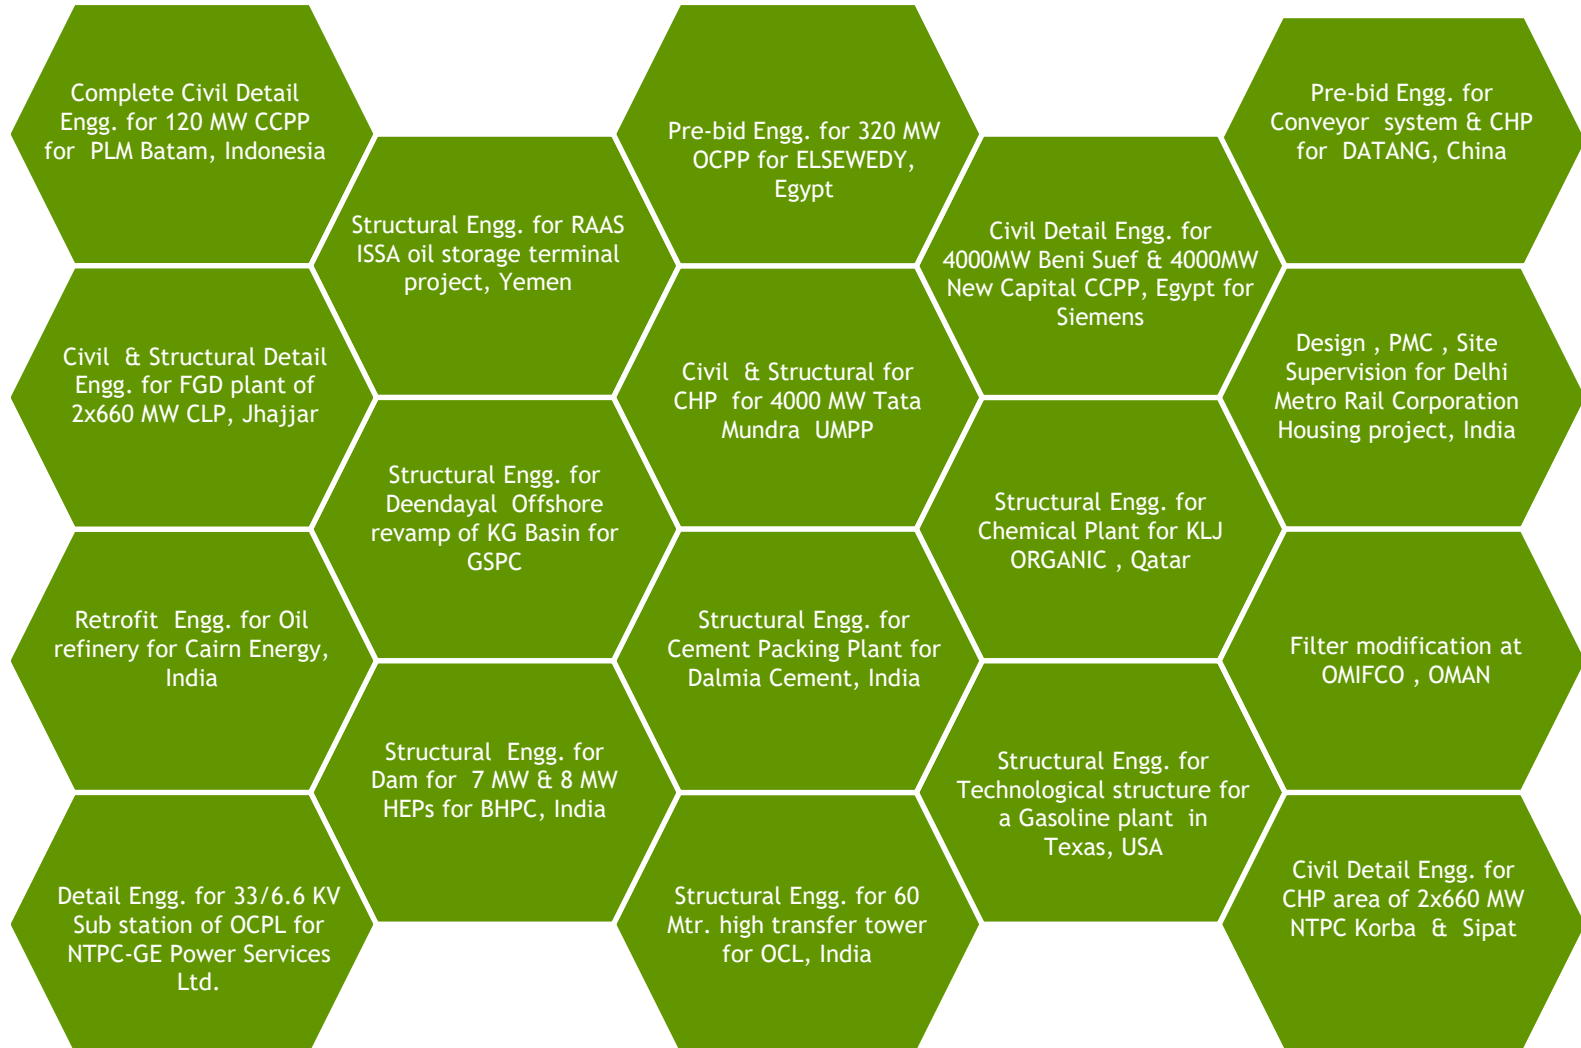 Complete Civil Detail
Engg. for 120 MW CCPP
for PLM Batam, Indonesia
Civil & Structural Detail
Engg. for FGD plant of
2x660 MW CLP, Jhajjar
Retrofit Engg. for Oil
refinery for Cairn Energy,
India
Detail Engg. for 33/6.6 KV
Sub station of OCPL for
NTPC-GE Power Services
Ltd.
Structural Engg. for RAAS
ISSA oil storage terminal
project, Yemen
Structural Engg. for
Deendayal Offshore
revamp of KG Basin for
GSPC
Structural Engg. for
Dam for 7 MW & 8 MW
HEPs for BHPC, India
Pre-bid Engg. for 320 MW
OCPP for ELSEWEDY,
Egypt
Civil & Structural for
CHP for 4000 MW Tata
Mundra UMPP
Structural Engg. for
Cement Packing Plant for
Dalmia Cement, India
Structural Engg. for 60
Mtr. high transfer tower
for OCL, India
Civil Detail Engg. for
4000MW Beni Suef & 4000MW
New Capital CCPP, Egypt for
Siemens
Structural Engg. for
Chemical Plant for KLJ
ORGANIC , Qatar
Structural Engg. for
Technological structure for
a Gasoline plant in
Texas, USA
Pre-bid Engg. for
Conveyor system & CHP
for DATANG, China
Design , PMC , Site
Supervision for Delhi
Metro Rail Corporation
Housing project, India
Filter modification at
OMIFCO , OMAN
Civil Detail Engg. for
CHP area of 2x660 MW
NTPC Korba & Sipat